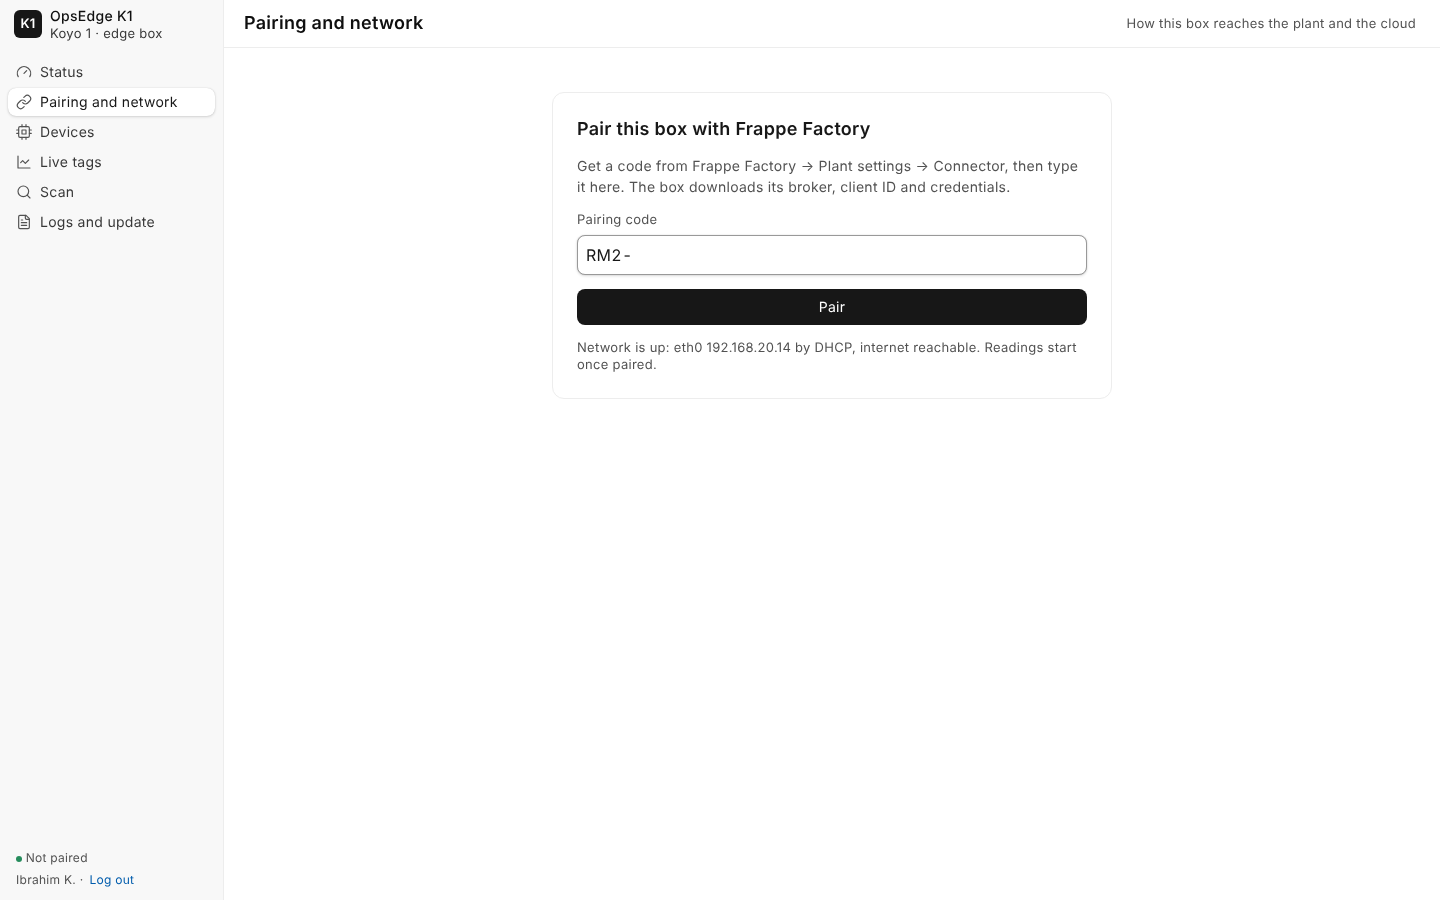 K1
OpsEdge K1
Koyo 1 · edge box
Status
Pairing and network
Devices
Live tags
Scan
Logs and update
Not paired
Ibrahim K. · Log out
Pairing and network
How this box reaches the plant and the cloud
Pair this box with Frappe Factory
Get a code from Frappe Factory → Plant settings → Connector, then type
it here. The box downloads its broker, client ID and credentials.
Pairing code
RM2-
Pair
Network is up: eth0 192.168.20.14 by DHCP, internet reachable. Readings start
once paired.